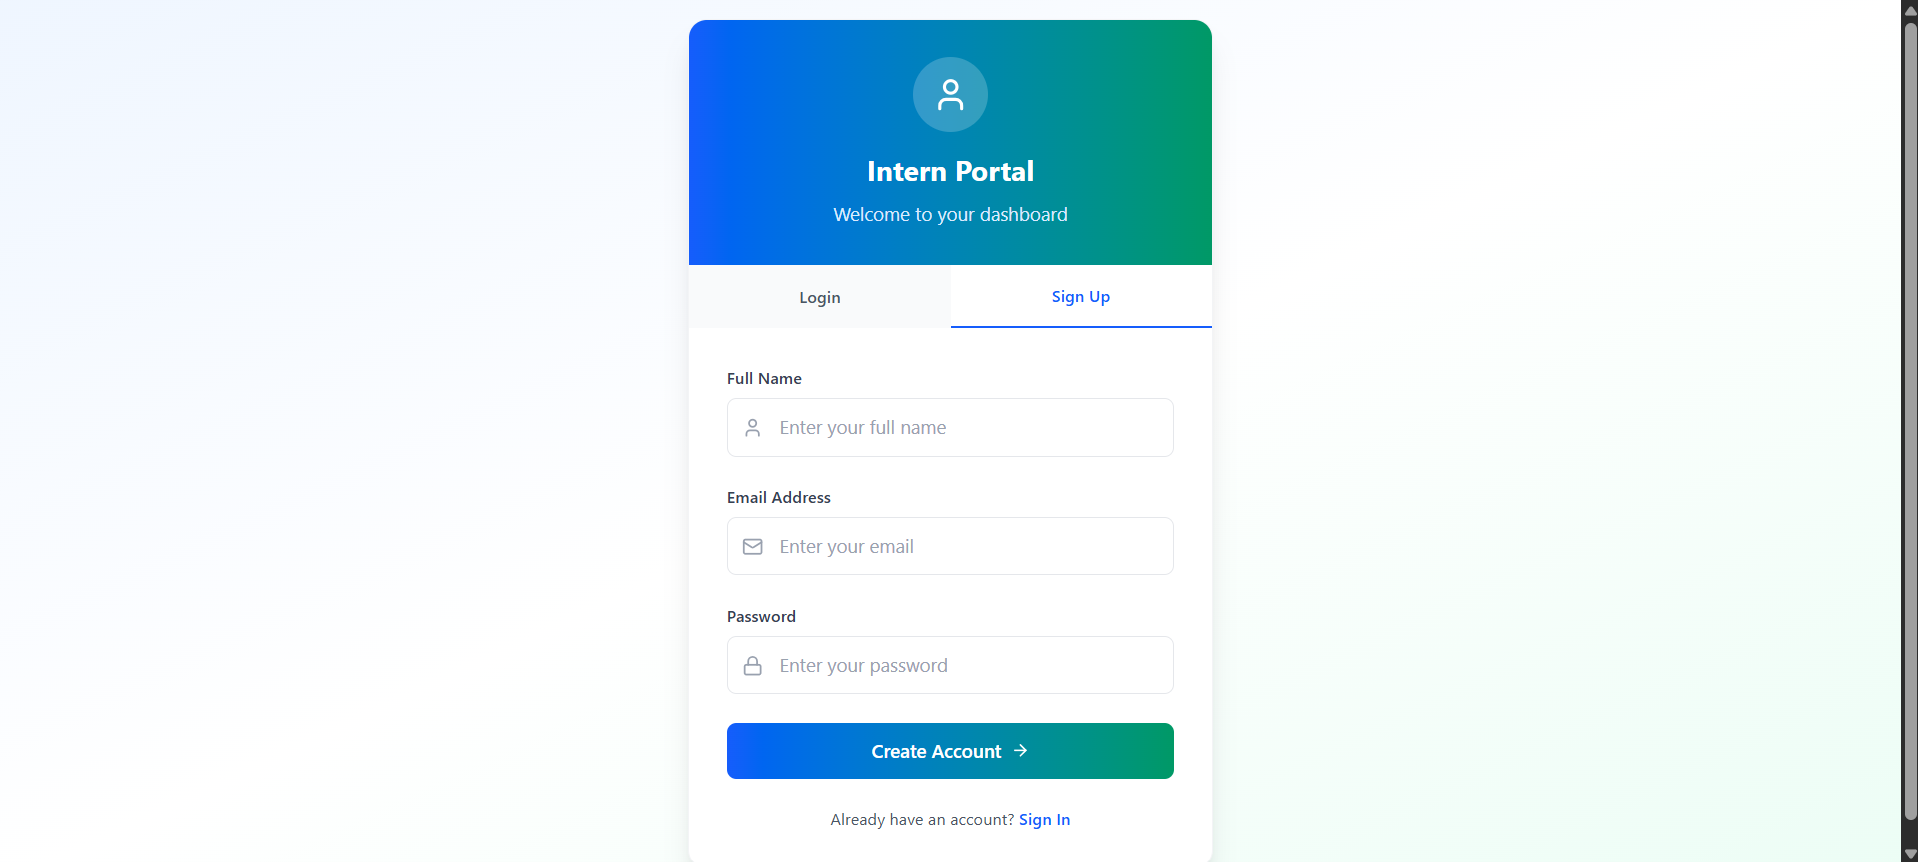 Intern Portal
Welcome to your dashboard
Login
Sign Up
Full Name
Enter your full name
Email Address
Enter your email
Password
Enter your password
Create Account →
Already have an account? Sign In